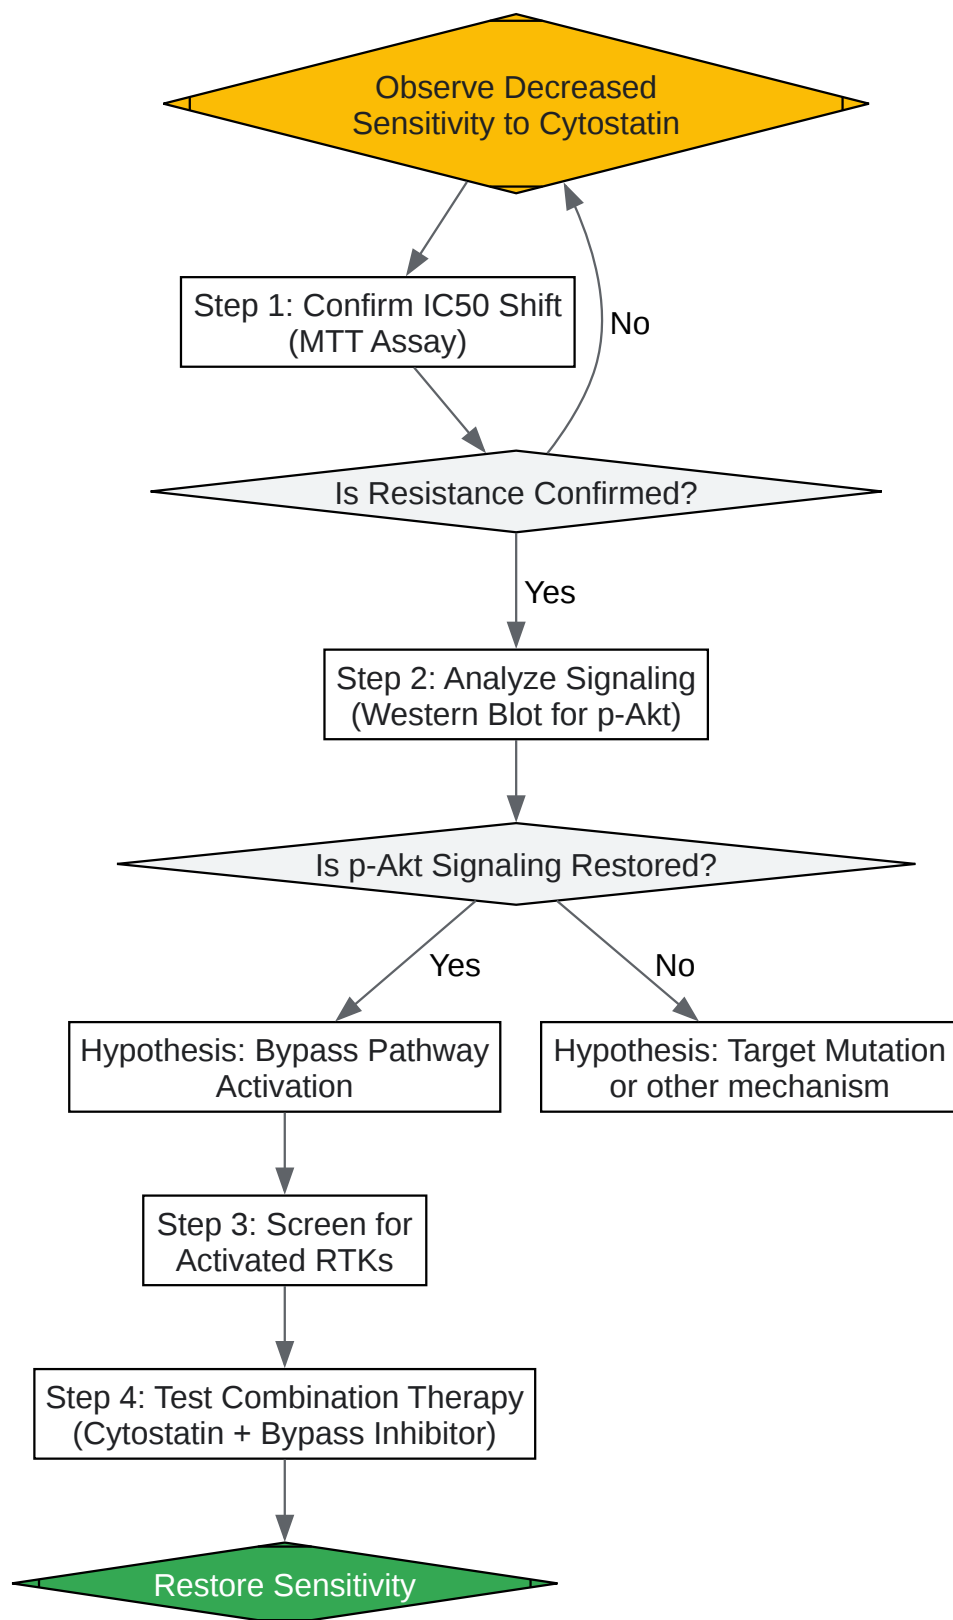 Observe Decreased
Sensitivity to Cytostatin
Step 1: Confirm IC50 Shift
(MTT Assay)
No
Is Resistance Confirmed?
Yes
Step 2: Analyze Signaling
(Western Blot for p-Akt)
Is p-Akt Signaling Restored?
Yes
No
Hypothesis: Bypass Pathway
Activation
Hypothesis: Target Mutation
or other mechanism
Step 3: Screen for
Activated RTKs
Step 4: Test Combination Therapy
(Cytostatin + Bypass Inhibitor)
Restore Sensitivity